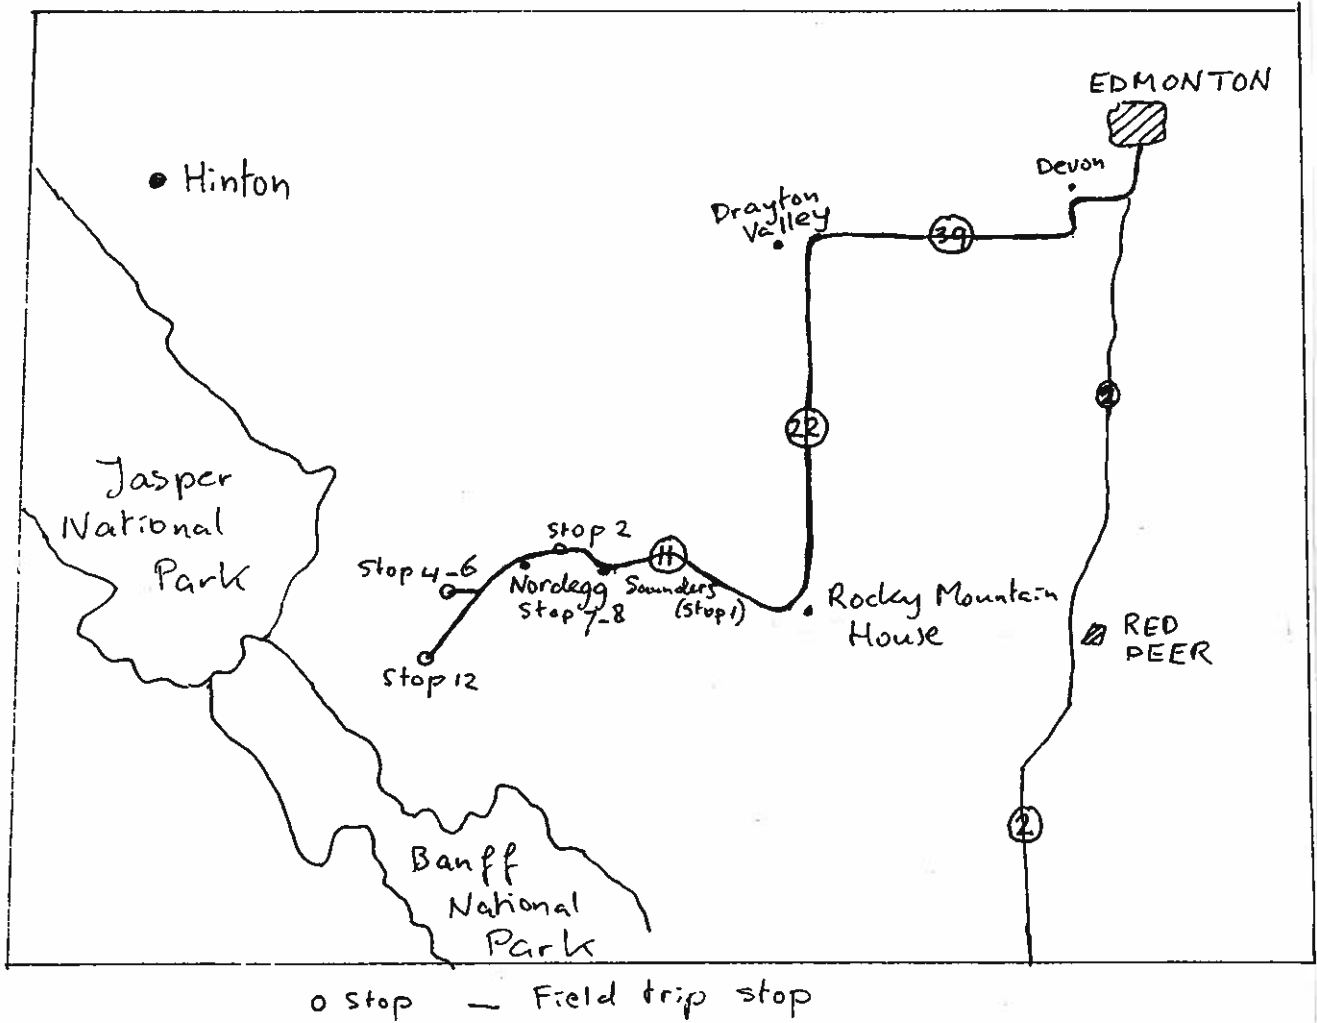 EDMONTON
Devon
Hinton
Drayton
Valley
39
2
22
Jasper
National
Park
Stop 2
11
Stop 4-6
Nordegg
Stop 7-8
Saunders
(Stop 1)
Rocky Mountain
House
RED
DEER
Stop 12
2
Banff
National
Park
o Stop — Field trip stop